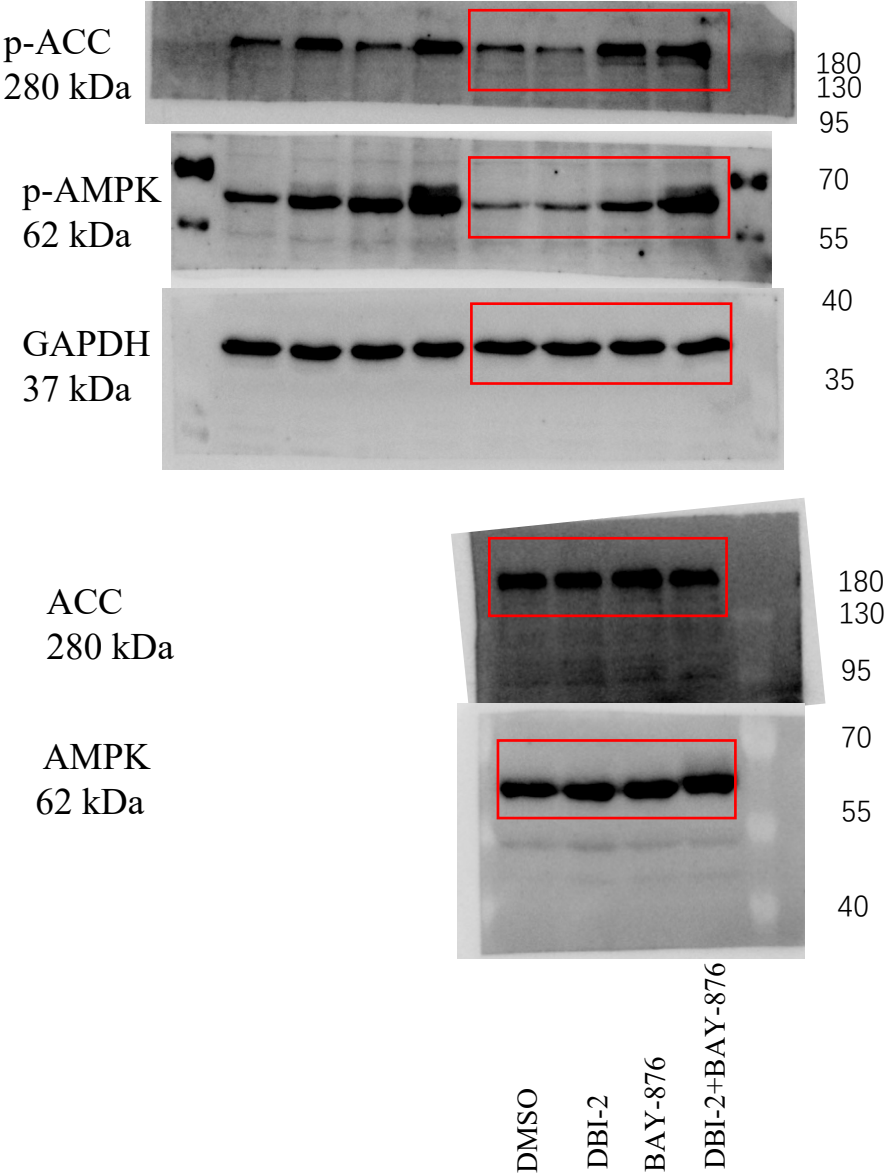 p-ACC
280 kDa
180
130
95
p-AMPK
62 kDa
70
55
GAPDH
37 kDa
40
35
ACC
280 kDa
180
130
95
AMPK
62 kDa
70
55
40
DMSO
DBI-2
BAY-876
DBI-2+BAY-876